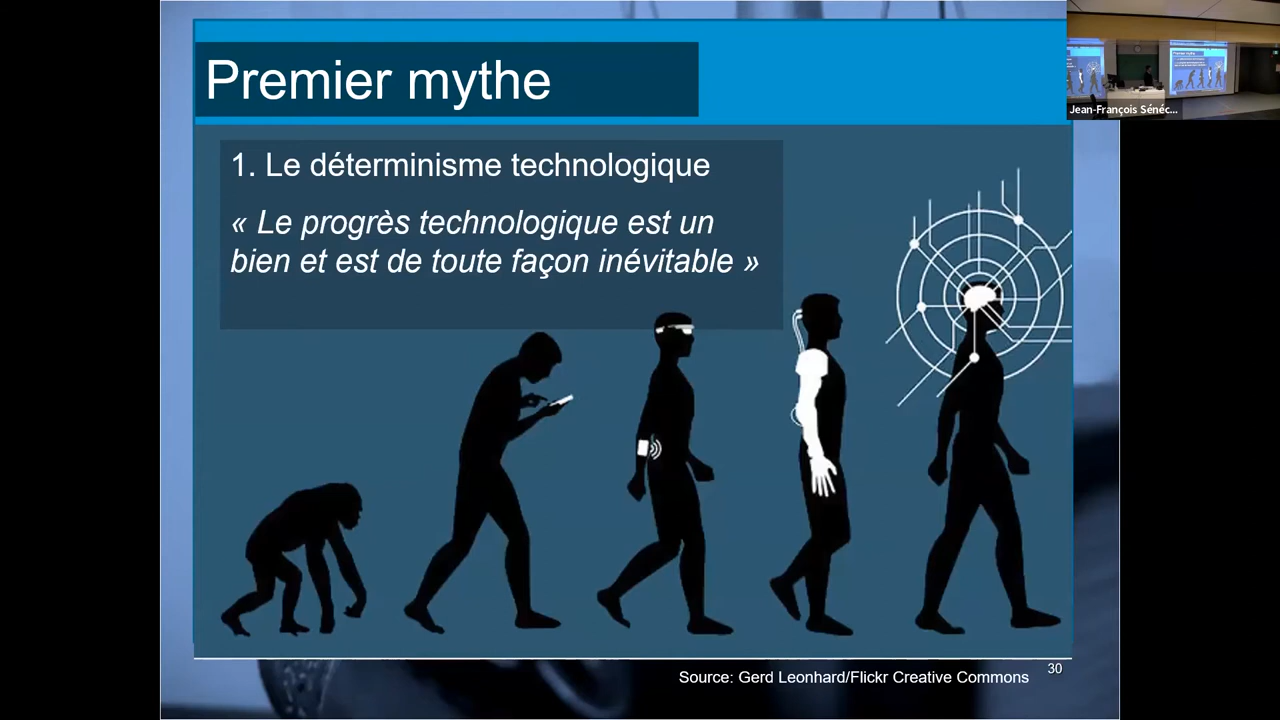 Premier mythe
Jean-François Sénéc...
1. Le déterminisme technologique
« Le progrès technologique est un
bien et est de toute façon inévitable »
Source: Gerd Leonhard/Flickr Creative Commons
30